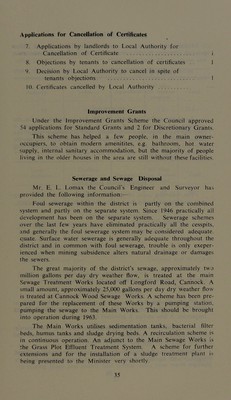 Applications for Cancellation of Certificates
7. Applications by landlords to Local Authority for
Cancellation of Certificate 1
8. Objections by tenants to cancellation of certificates 1
9. Decision by Local Authority to cancel in spite of
tenants objections 1
10. Certificates cancelled by Local Authority
Improvement Grants
Under the Improvement Grants Scheme the Council approved
54 applications for Standard Grants and 2 for Discretionary Grants.
This scheme has helped a few people, in the main owner-
occupiers, to obtain modern amenities, e.g. bathroom, hot water
supply, internal sanitary accommodation, but the majority of people
living in the older houses in the area are still without these facilities.
Sewerage and Sewage Disposal
Mr. E. L. Lomax the Council's Engineer and Surveyor has
provided the following information:
Foul sewerage within the district is partly on the combined
system and partly on the separate system. Since 1946 practically all
development has been on the separate system. Sewerage schemes
over the last few years have eliminated practically all the cesspits,
and generally the foul sewerage system may be considered adequate.
Surface water sewerage is generally adequate throughout the
district and in common with foul sewerage, trouble is only exper-
ienced when mining subsidence alters natural drainage or damages
the sewers.
The great majority of the district's sewage, approximately two
million gallons per day dry weather flow, is treated at the main
Sewage Treatment Works located off Longford Road, Cannock. A
small amount, approximately 25,000 gallons per day dry weather flow
is treated at Cannock Wood Sewage Works. A scheme has been pre-
pared for the replacement of these Works by a pumping station,
pumping the sewage to the Main Works. This should be brought
into operation during 1963.
The Main Works utilises sedimentation tanks, bacterial filter
beds, humus tanks and sludge drying beds. A recirculation scheme is
in continuous operation. An adjunct to the Main Sewage Works is
the Grass Plot Effluent Treatment System. A scheme for further
extensions and for the installation of a sludge treatment plant is
being presented to the Minister very shortly.
55